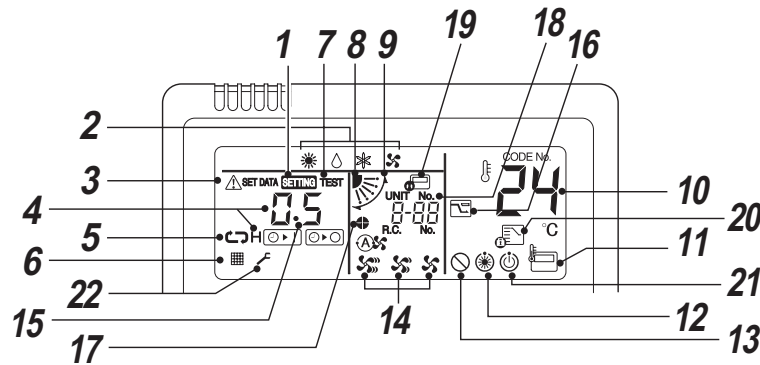 1 7 8 9 19 18 16
2
3
CODE No.
SET DATA SETTING TEST
UNIT No.
24
10
4
0.5
8-88
R.C. No.
°C
20
5
H
A
11
6
22
15
17
14
13
12
21